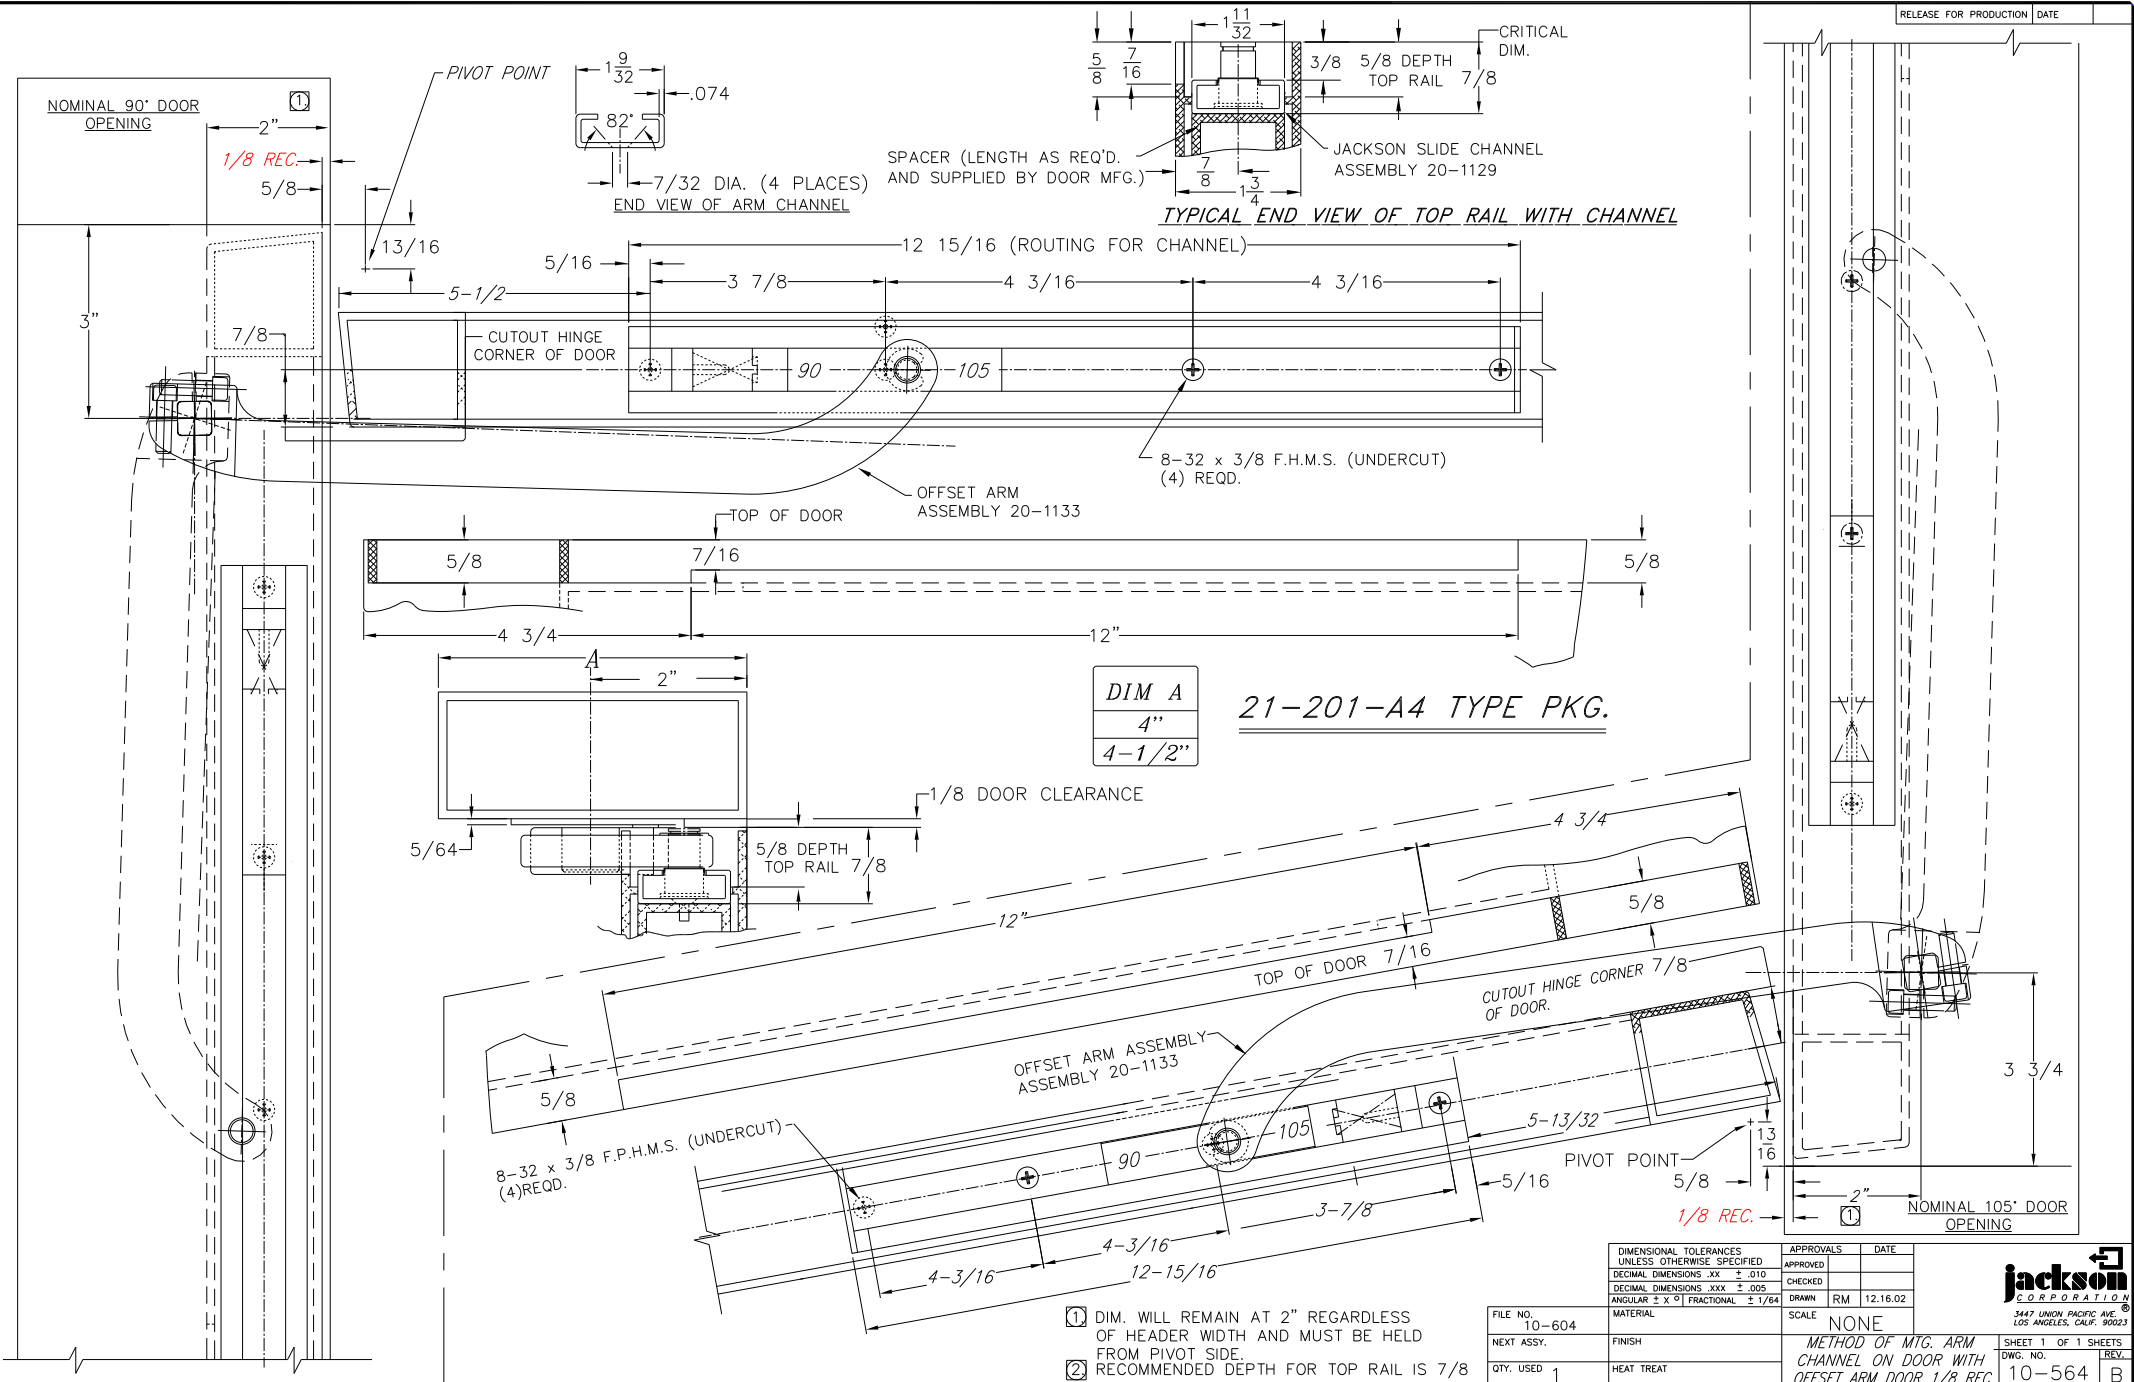 RELEASE FOR PRODUCTION DATE
NOMINAL 90° DOOR
OPENING
1
2"
1/8 REC.
5/8
PIVOT POINT
13/16
3"
7/8
1 9/32
.074
82°
7/32 DIA. (4 PLACES)
END VIEW OF ARM CHANNEL
1 11/32
5/8
7/16
3/8
5/8 DEPTH
TOP RAIL
7/8
CRITICAL
DIM.
SPACER (LENGTH AS REQ'D.
AND SUPPLIED BY DOOR MFG.)
7/8
1 3/4
JACKSON SLIDE CHANNEL
ASSEMBLY 20-1129
TYPICAL END VIEW OF TOP RAIL WITH CHANNEL
12 15/16 (ROUTING FOR CHANNEL)
5/16
5-1/2
3 7/8
4 3/16
4 3/16
CUTOUT HINGE
CORNER OF DOOR
90
105
8-32 x 3/8 F.H.M.S. (UNDERCUT)
(4) REQD.
OFFSET ARM
ASSEMBLY 20-1133
TOP OF DOOR
5/8
7/16
5/8
4 3/4
12"
A
2"
DIM A
4"
4-1/2"
21-201-A4 TYPE PKG.
1/8 DOOR CLEARANCE
5/64
5/8 DEPTH
TOP RAIL
7/8
4 3/4
12"
5/8
7/16
TOP OF DOOR
CUTOUT HINGE CORNER
OF DOOR.
7/8
OFFSET ARM ASSEMBLY
ASSEMBLY 20-1133
5/8
8-32 x 3/8 F.P.H.M.S. (UNDERCUT)
(4)REQD.
90
105
5-13/32
5/16
3-7/8
4-3/16
4-3/16
12-15/16
PIVOT POINT
13/16
5/8
3 3/4
2"
1/8 REC.
1
NOMINAL 105° DOOR
OPENING
1 DIM. WILL REMAIN AT 2" REGARDLESS
OF HEADER WIDTH AND MUST BE HELD
FROM PIVOT SIDE.
2 RECOMMENDED DEPTH FOR TOP RAIL IS 7/8
DIMENSIONAL TOLERANCES
UNLESS OTHERWISE SPECIFIED
DECIMAL DIMENSIONS .XX ± .010
DECIMAL DIMENSIONS .XXX ± .005
ANGULAR ± X° FRACTIONAL ± 1/64
APPROVALS DATE
APPROVED
CHECKED
DRAWN RM 12.16.02
FILE NO.
10-604
MATERIAL
SCALE NONE
NEXT ASSY.
FINISH
QTY. USED 1
HEAT TREAT
METHOD OF MTG. ARM
CHANNEL ON DOOR WITH
OFFSET ARM DOOR 1/8 REC
jackson
CORPORATION ®
3447 UNION PACIFIC AVE.
LOS ANGELES, CALIF. 90023
SHEET 1 OF 1 SHEETS
DWG. NO.
10-564
REV.
B